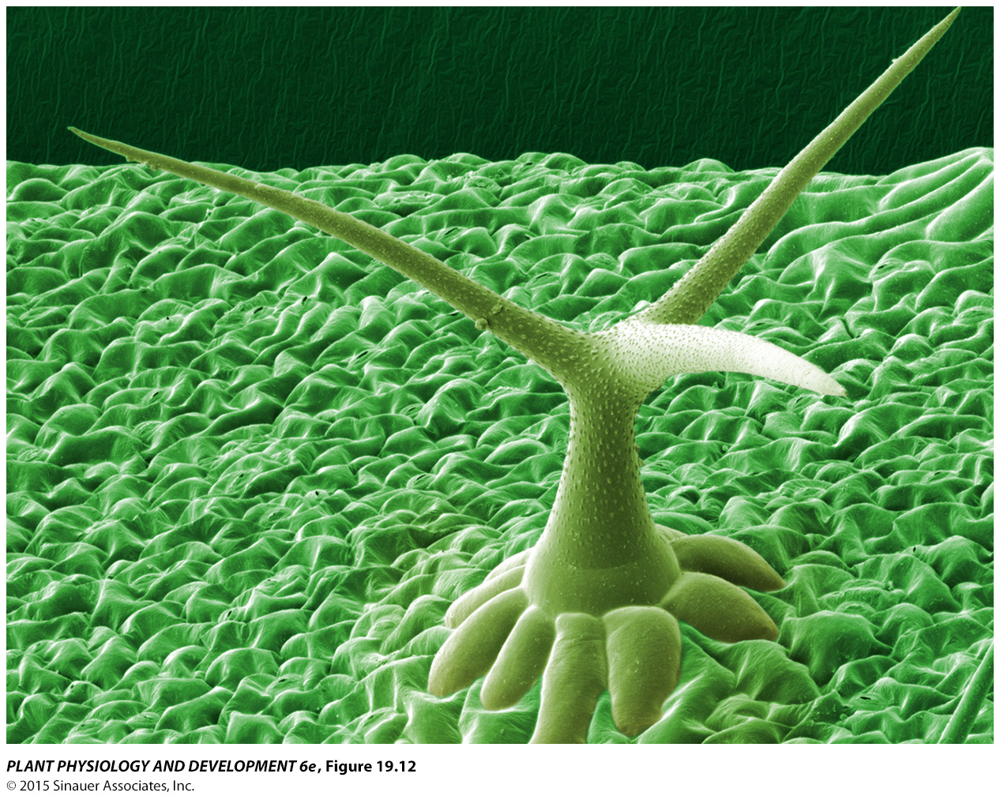 PLANT PHYSIOLOGY AND DEVELOPMENT 6e, Figure 19.12
© 2015 Sinauer Associates, Inc.